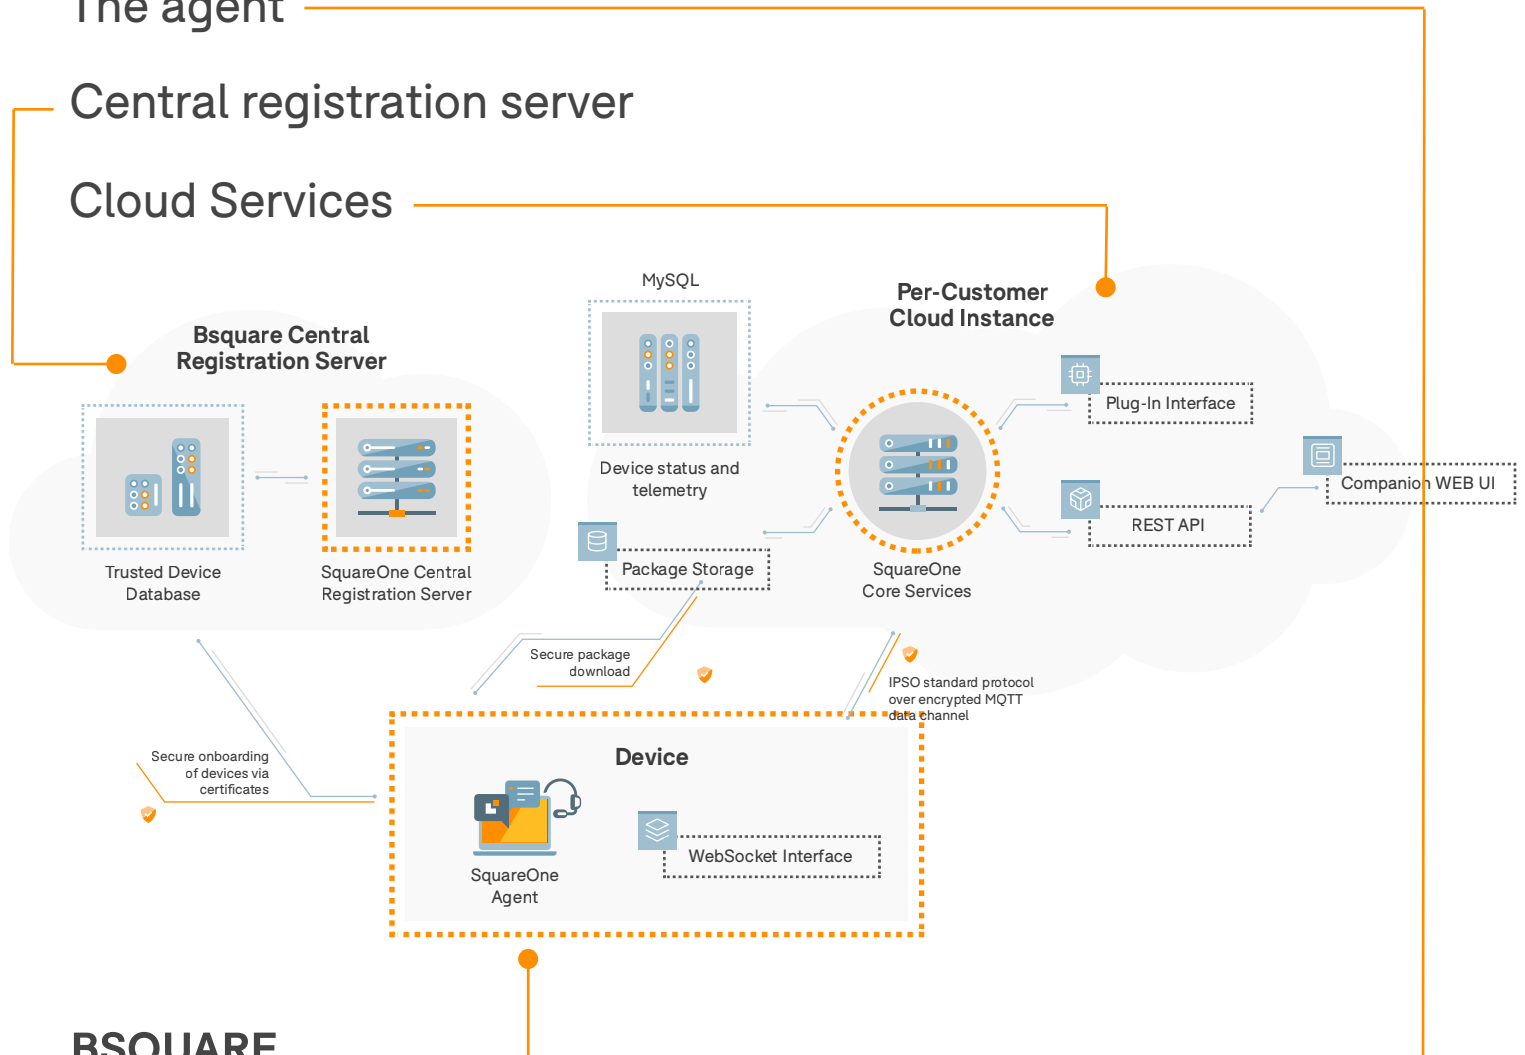 The agent
Central registration server
Cloud Services
Bsquare Central
Registration Server
Trusted Device
Database
SquareOne Central
Registration Server
MySQL
Device status and
telemetry
Package Storage
Per-Customer
Cloud Instance
SquareOne
Core Services
Plug-In Interface
REST API
Companion WEB UI
Secure package
download
IPSO standard protocol
over encrypted MQTT
data channel
Secure onboarding
of devices via
certificates
Device
SquareOne
Agent
WebSocket Interface
BSQUARE